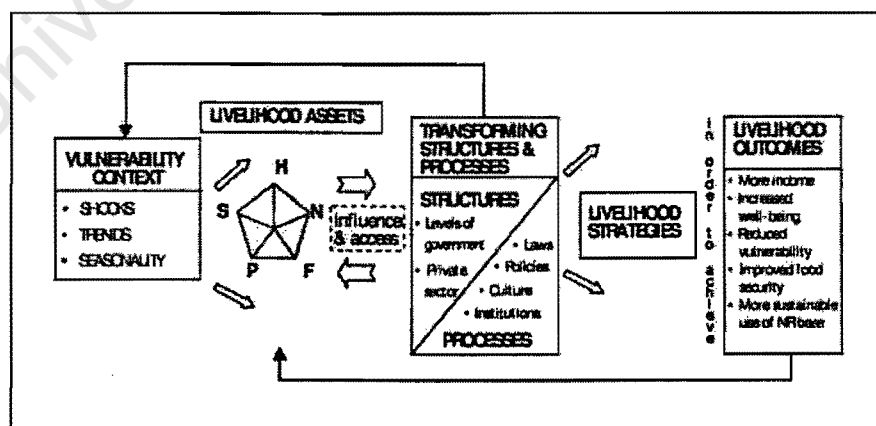 LIVELIHOOD ASSETS
VULNERABILITY
CONTEXT
• SHOCKS
• TRENDS
• SEASONALITY
H
S
N
P
F
Influence
& access
TRANSFORMING
STRUCTURES &
PROCESSES
STRUCTURES
• Levels of
government
• Private
sector
• Laws
• Policies
• Culture
• Institutions
PROCESSES
LIVELIHOOD
STRATEGIES
in order to achieve
LIVELIHOOD
OUTCOMES
• More income
• Increased
well-being
• Reduced
vulnerability
• Improved food
security
• More sustainable
use of NR base